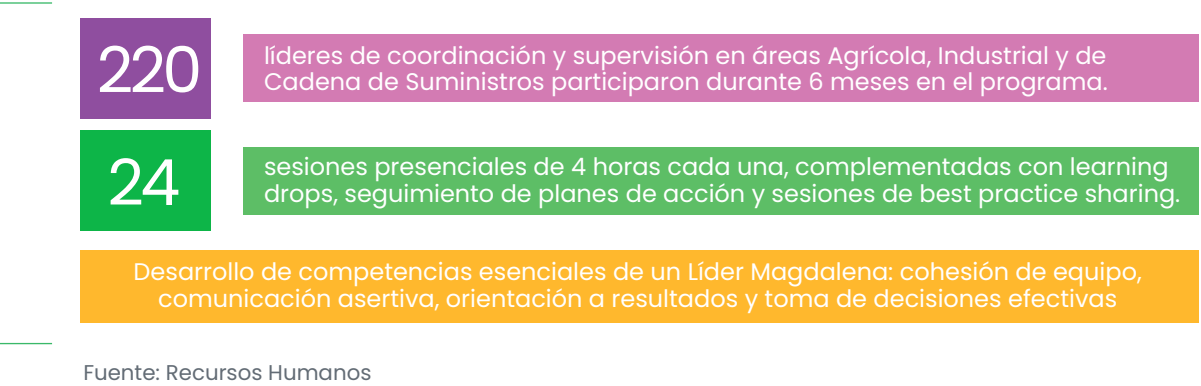 220
líderes de coordinación y supervisión en áreas Agrícola, Industrial y de
Cadena de Suministros participaron durante 6 meses en el programa.
24
sesiones presenciales de 4 horas cada una, complementadas con learning
drops, seguimiento de planes de acción y sesiones de best practice sharing.
Desarrollo de competencias esenciales de un Líder Magdalena: cohesión de equipo,
comunicación asertiva, orientación a resultados y toma de decisiones efectivas
Fuente: Recursos Humanos